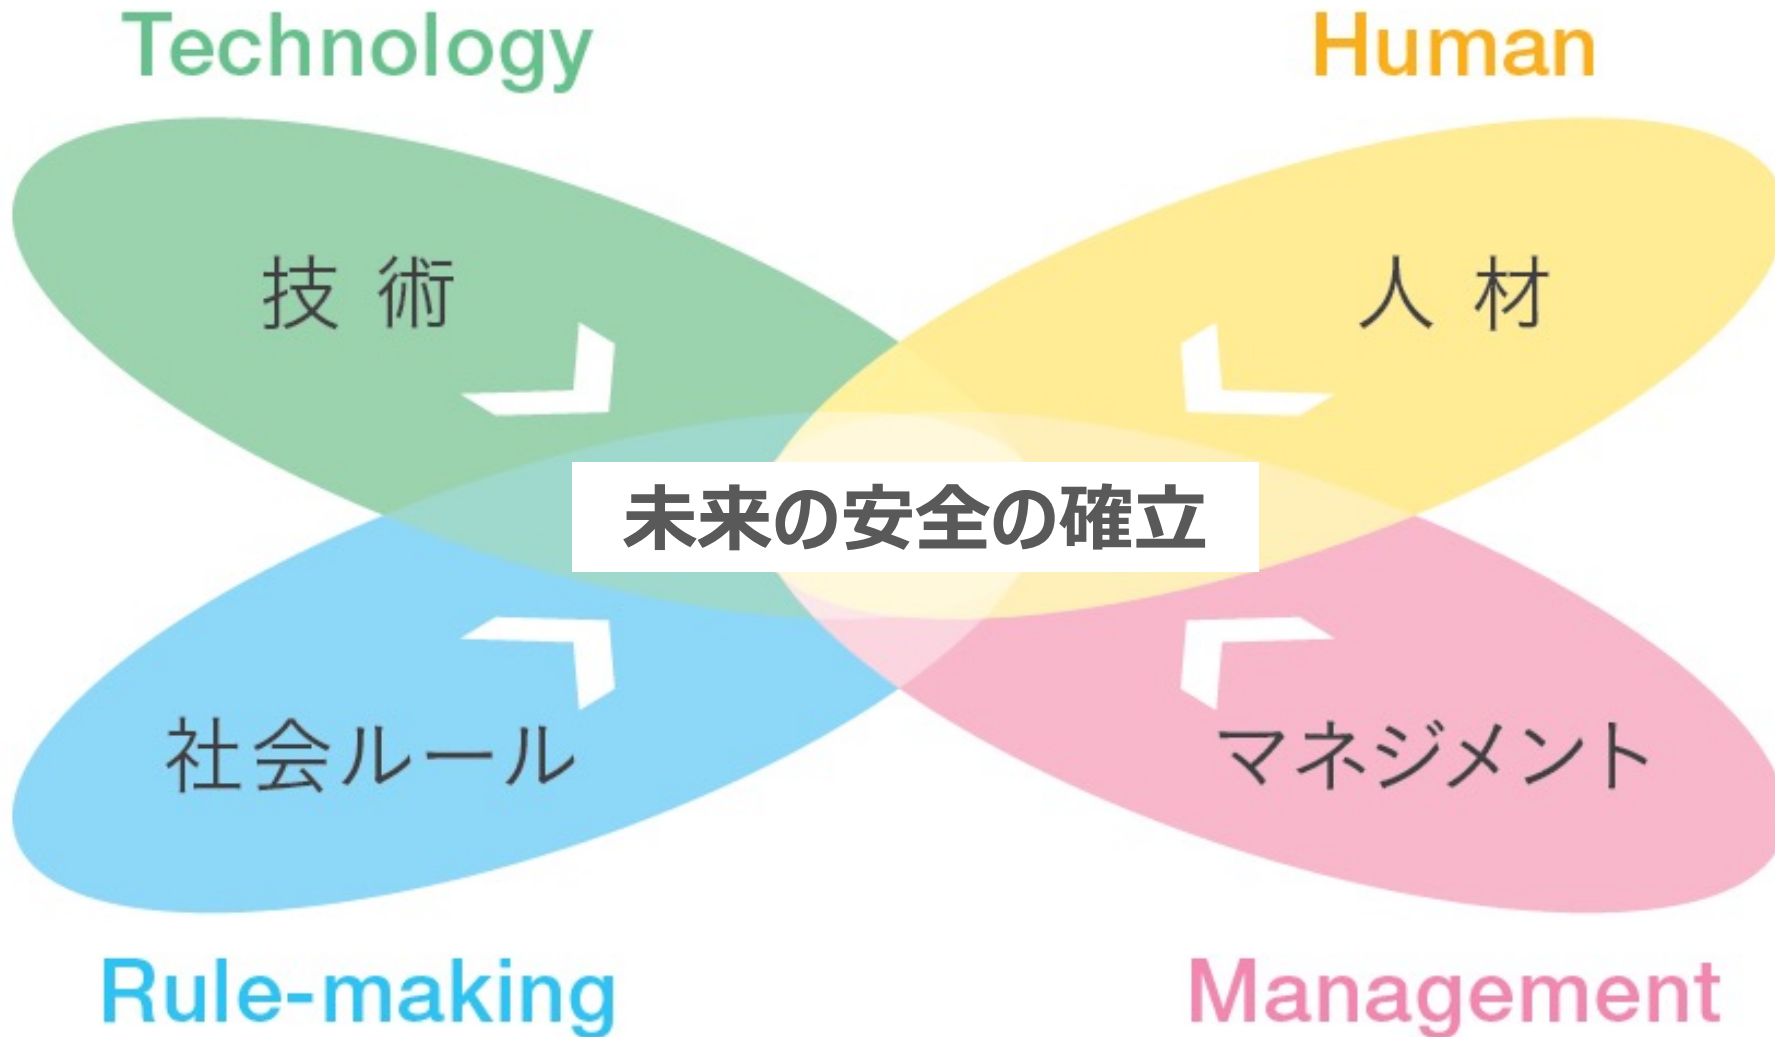 Technology
Human
技術
人材
未来の安全の確立
社会ルール
マネジメント
Rule-making
Management